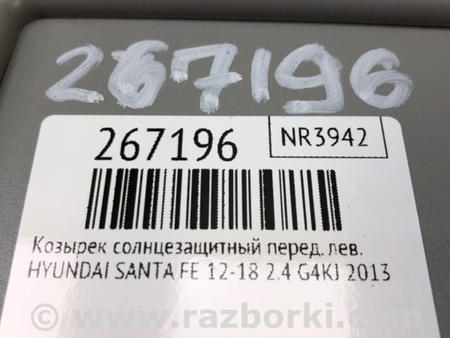 267196
267196
NR3942
Козырек солнцезащитный перед. лев.
HYUNDAI SANTA FE 12-18 2.4 G4KJ 2013
© www.razborki.com